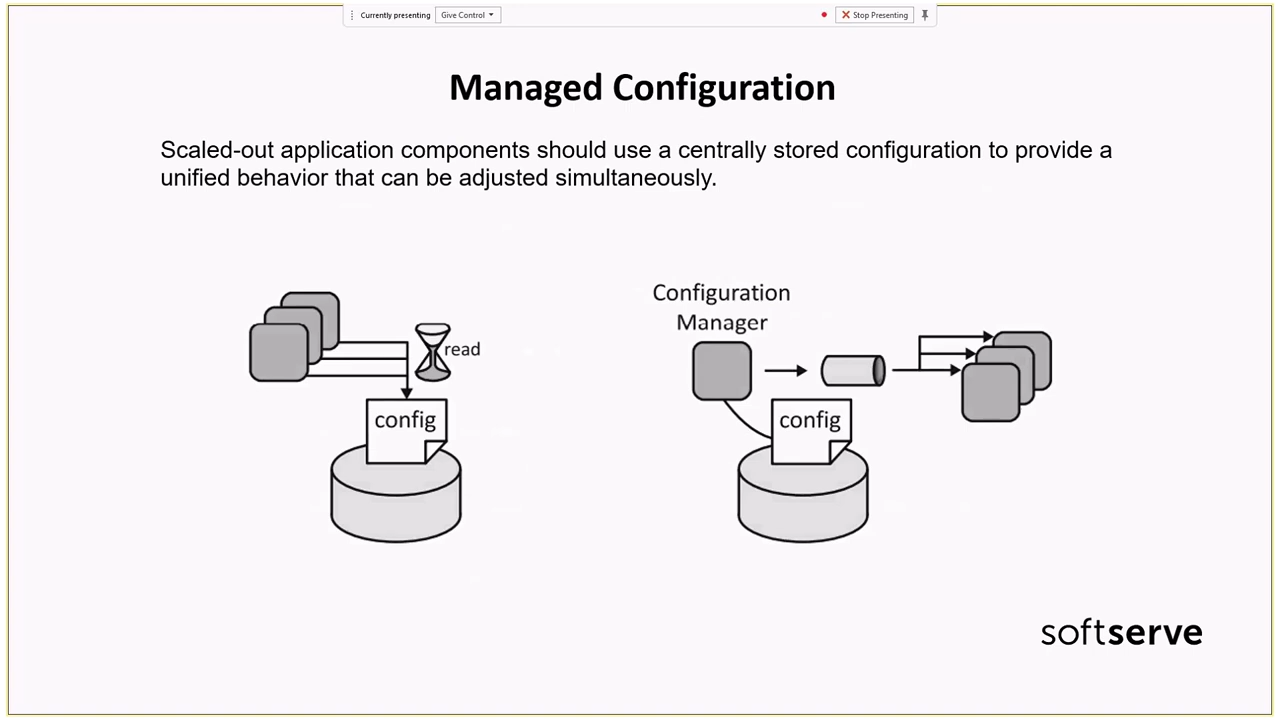 Currently presenting Give Control Stop Presenting
Managed Configuration
Scaled-out application components should use a centrally stored configuration to provide a
unified behavior that can be adjusted simultaneously.
read
config
Configuration
Manager
config
softserve